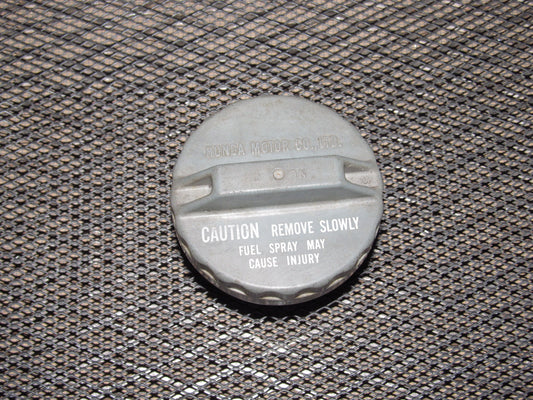 HONDA MOTOR CO.,LTD.
CAUTION REMOVE SLOWLY
FUEL SPRAY MAY
CAUSE INJURY